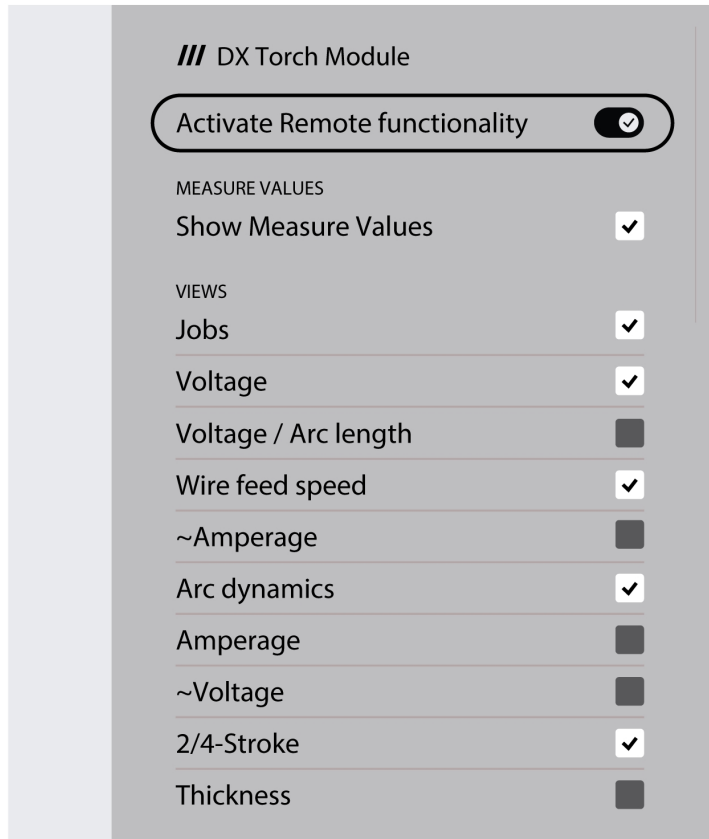 DX Torch Module
Activate Remote functionality
MEASURE VALUES
Show Measure Values
VIEWS
Jobs
Voltage
Voltage / Arc length
Wire feed speed
~Amperage
Arc dynamics
Amperage
~Voltage
2/4-Stroke
Thickness